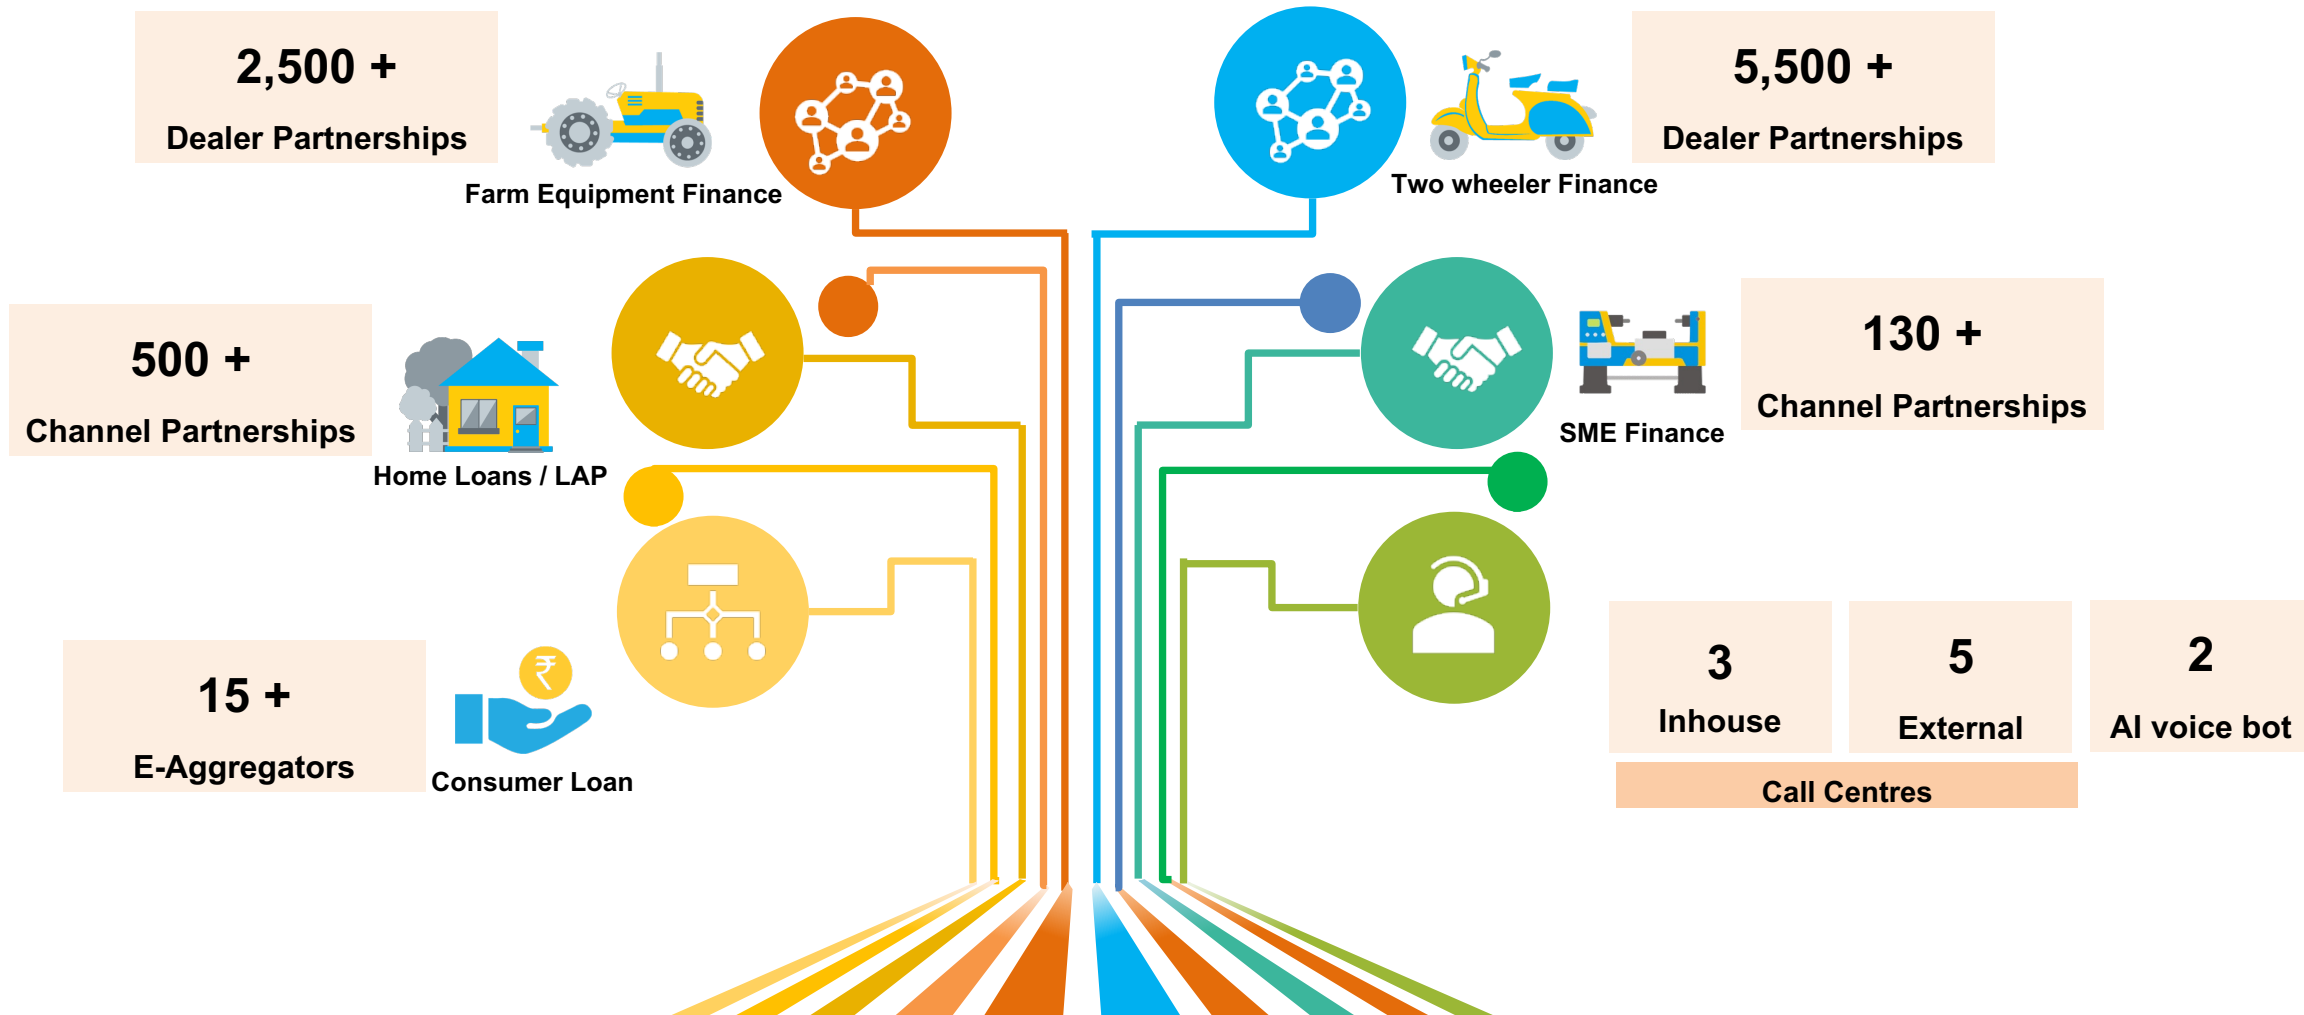 2,500 +
Dealer Partnerships
Farm Equipment Finance
5,500 +
Dealer Partnerships
Two wheeler Finance
500 +
Channel Partnerships
Home Loans / LAP
130 +
Channel Partnerships
SME Finance
15 +
E-Aggregators
Consumer Loan
₹
3
Inhouse
5
External
2
AI voice bot
Call Centres